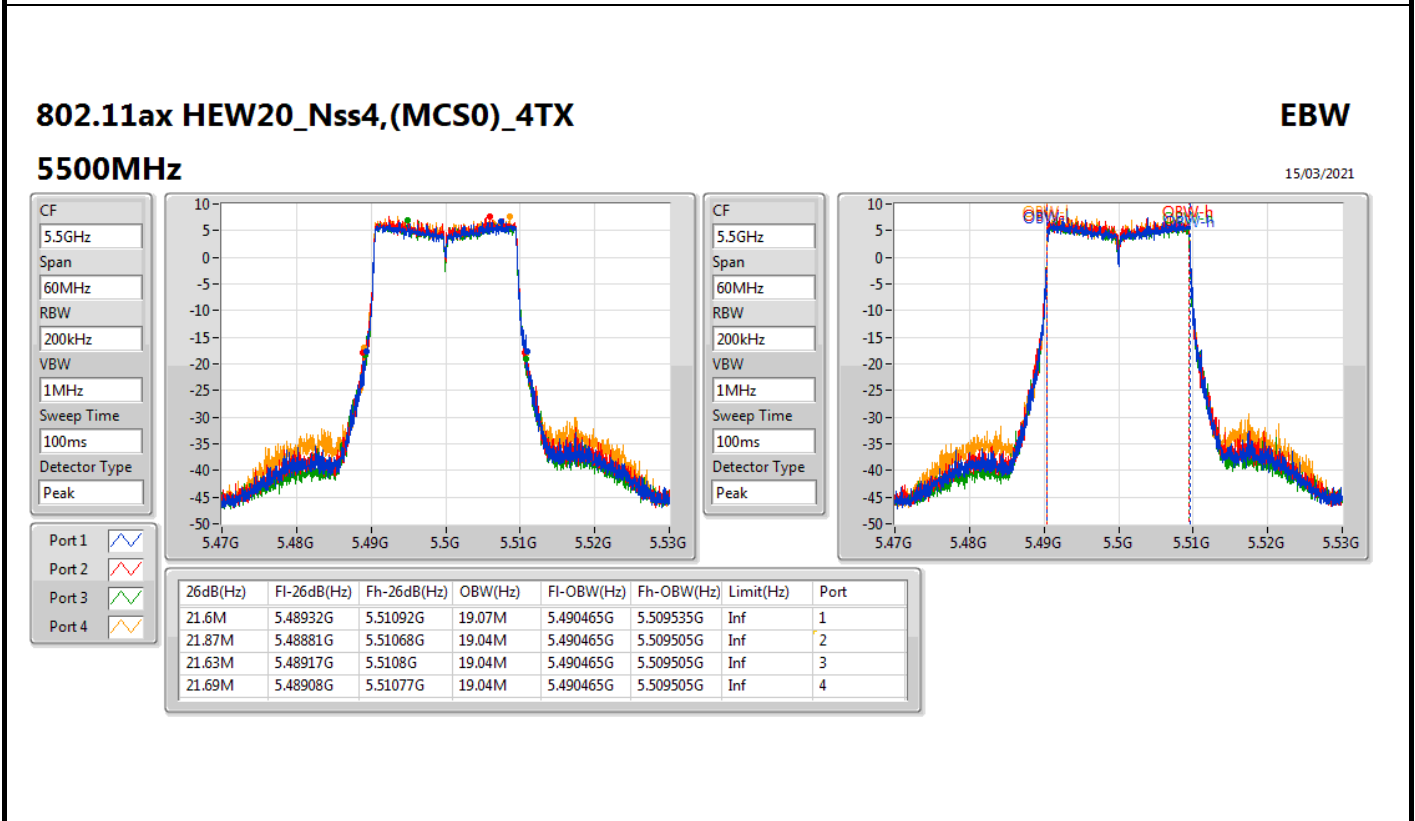 802.11ax HEW20_Nss4,(MCS0)_4TX EBW
5500MHz 15/03/2021
CF
5.5GHz
Span
60MHz
RBW
200kHz
VBW
1MHz
Sweep Time
100ms
Detector Type
Peak
10
5
0
-5
-10
-15
-20
-25
-30
-35
-40
-45
-50
5.47G 5.48G 5.49G 5.5G 5.51G 5.52G 5.53G
CF
5.5GHz
Span
60MHz
RBW
200kHz
VBW
1MHz
Sweep Time
100ms
Detector Type
Peak
10
5
0
-5
-10
-15
-20
-25
-30
-35
-40
-45
-50
OBW-h
5.47G 5.48G 5.49G 5.5G 5.51G 5.52G 5.53G
Port 1
Port 2
Port 3
Port 4
26dB(Hz) Fl-26dB(Hz) Fh-26dB(Hz) OBW(Hz) Fl-OBW(Hz) Fh-OBW(Hz) Limit(Hz) Port
21.6M 5.48932G 5.51092G 19.07M 5.490465G 5.509535G Inf 1
21.87M 5.48881G 5.51068G 19.04M 5.490465G 5.509505G Inf 2
21.63M 5.48917G 5.5108G 19.04M 5.490465G 5.509505G Inf 3
21.69M 5.48908G 5.51077G 19.04M 5.490465G 5.509505G Inf 4